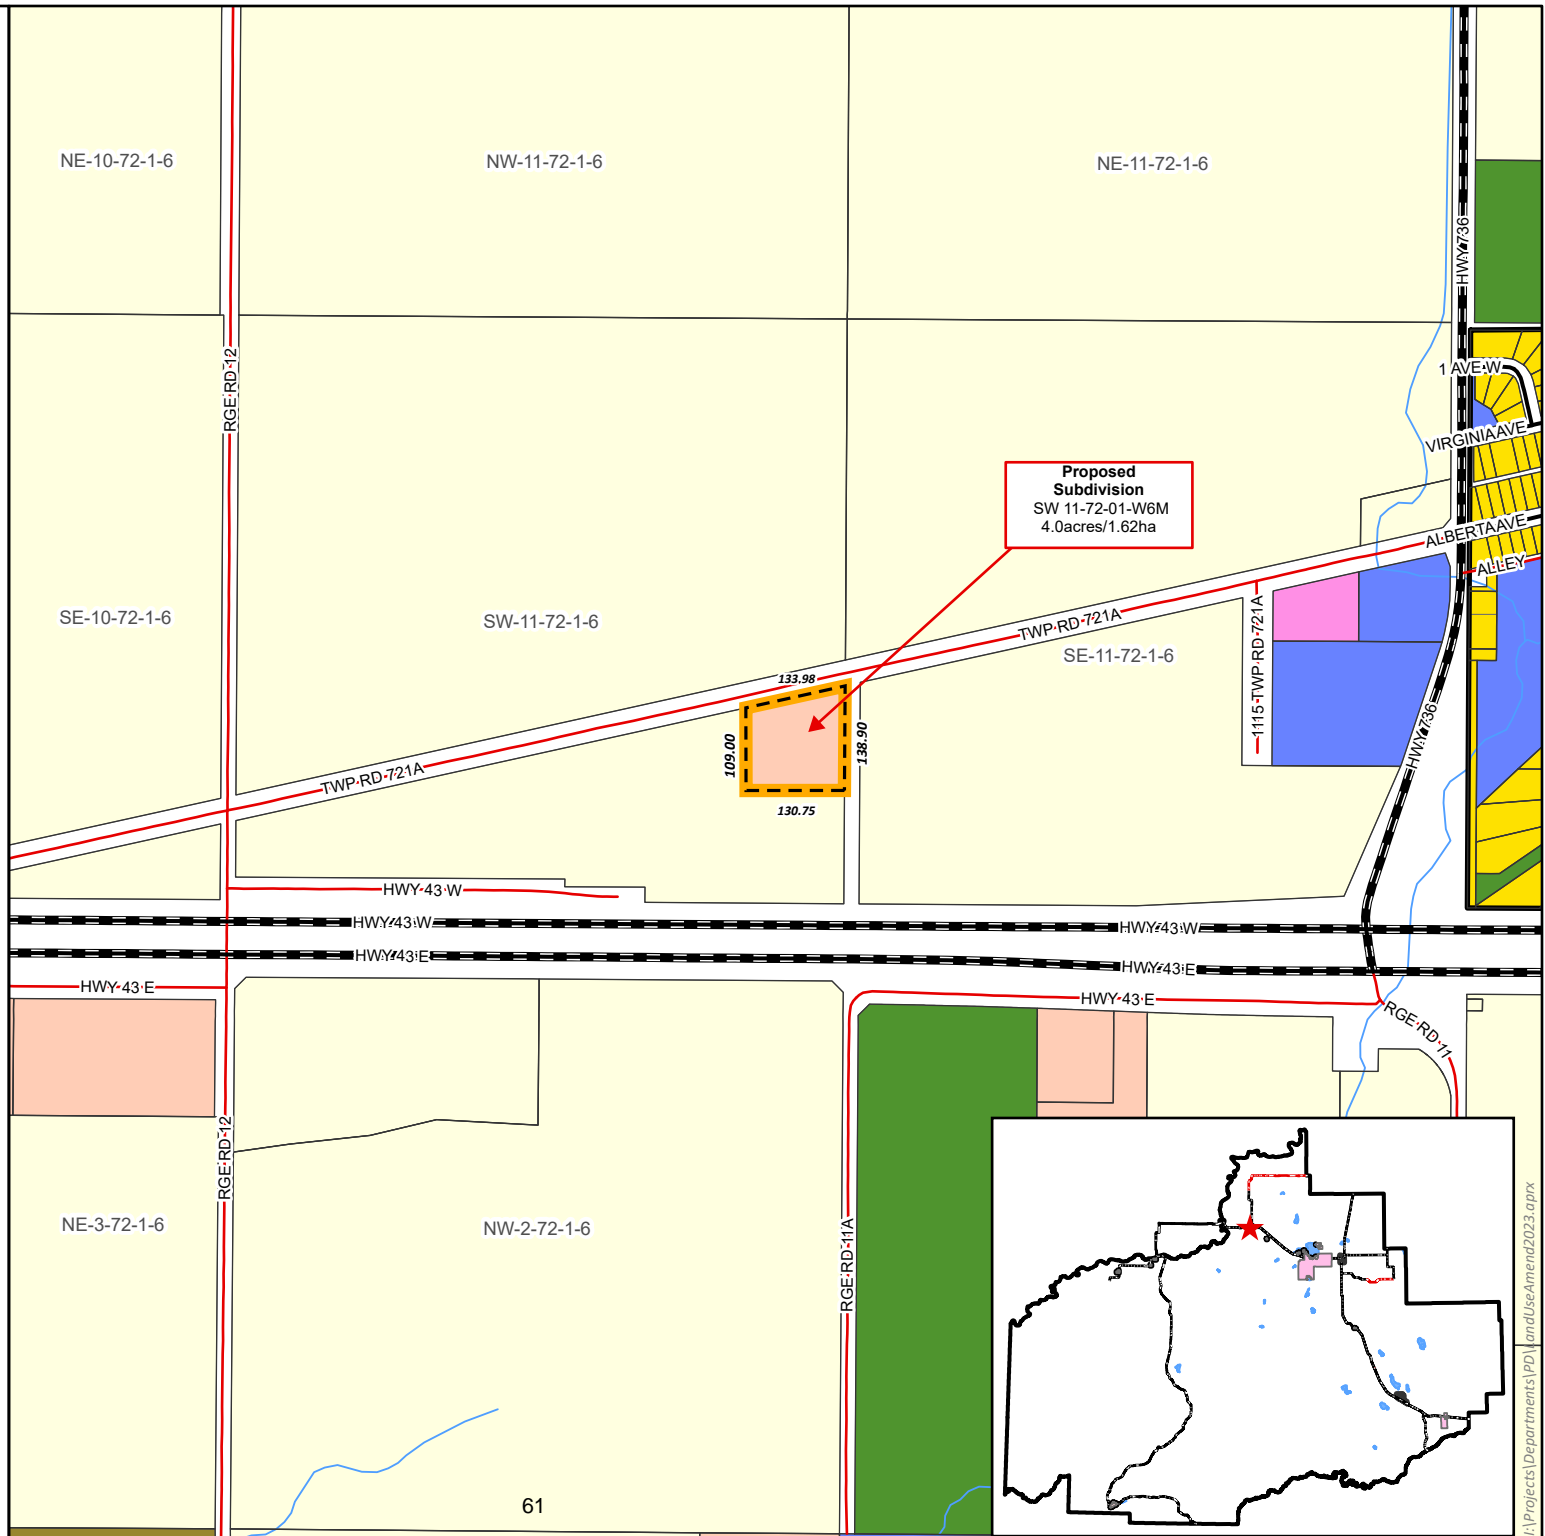 NE-10-72-1-6
NW-11-72-1-6
NE-11-72-1-6
HWY 736
RGE RD 12
1 AVE W
VIRGINIA AVE
Proposed
Subdivision
SW 11-72-01-W6M
4.0acres/1.62ha
ALBERTA AVE
ALLEY
SE-10-72-1-6
SW-11-72-1-6
TWP RD 721A
SE-11-72-1-6
1115 TWP RD 721A
133.98
109.00
138.90
130.75
HWY 736
TWP RD 721A
HWY 43 W
HWY 43 W
HWY 43 W
HWY 43 E
HWY 43 E
HWY 43 E
HWY 43 E
RGE RD 11
RGE RD 12
NE-3-72-1-6
NW-2-72-1-6
RGE RD 11A
61
I:\Projects\Departments\PD\LandUseAmend2023.aprx